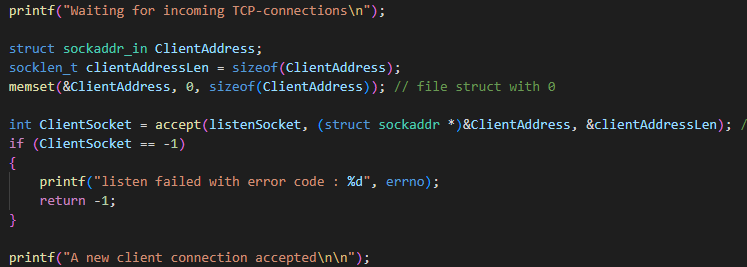 printf("Waiting for incoming TCP-connections\n");
struct sockaddr_in ClientAddress;
socklen_t clientAddressLen = sizeof(ClientAddress);
memset(&ClientAddress, 0, sizeof(ClientAddress)); // file struct with 0
int ClientSocket = accept(listenSocket, (struct sockaddr *)&ClientAddress, &clientAddressLen); /
if (ClientSocket == -1)
{
printf("listen failed with error code : %d", errno);
return -1;
}
printf("A new client connection accepted\n\n");